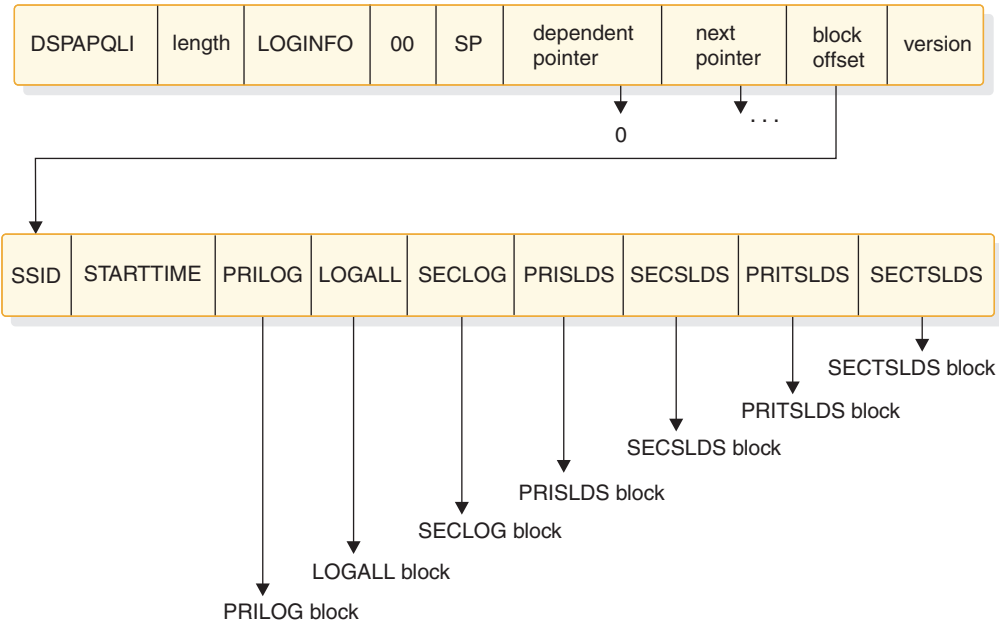 DSPAPQLI length LOGINFO 00 SP dependent pointer next pointer block offset version
0
. . .
SSID STARTTIME PRILOG LOGALL SECLOG PRISLDS SECSLDS PRITSLDS SECTSLDS
SECTSLDS block
PRITSLDS block
SECSLDS block
PRISLDS block
SECLOG block
LOGALL block
PRILOG block